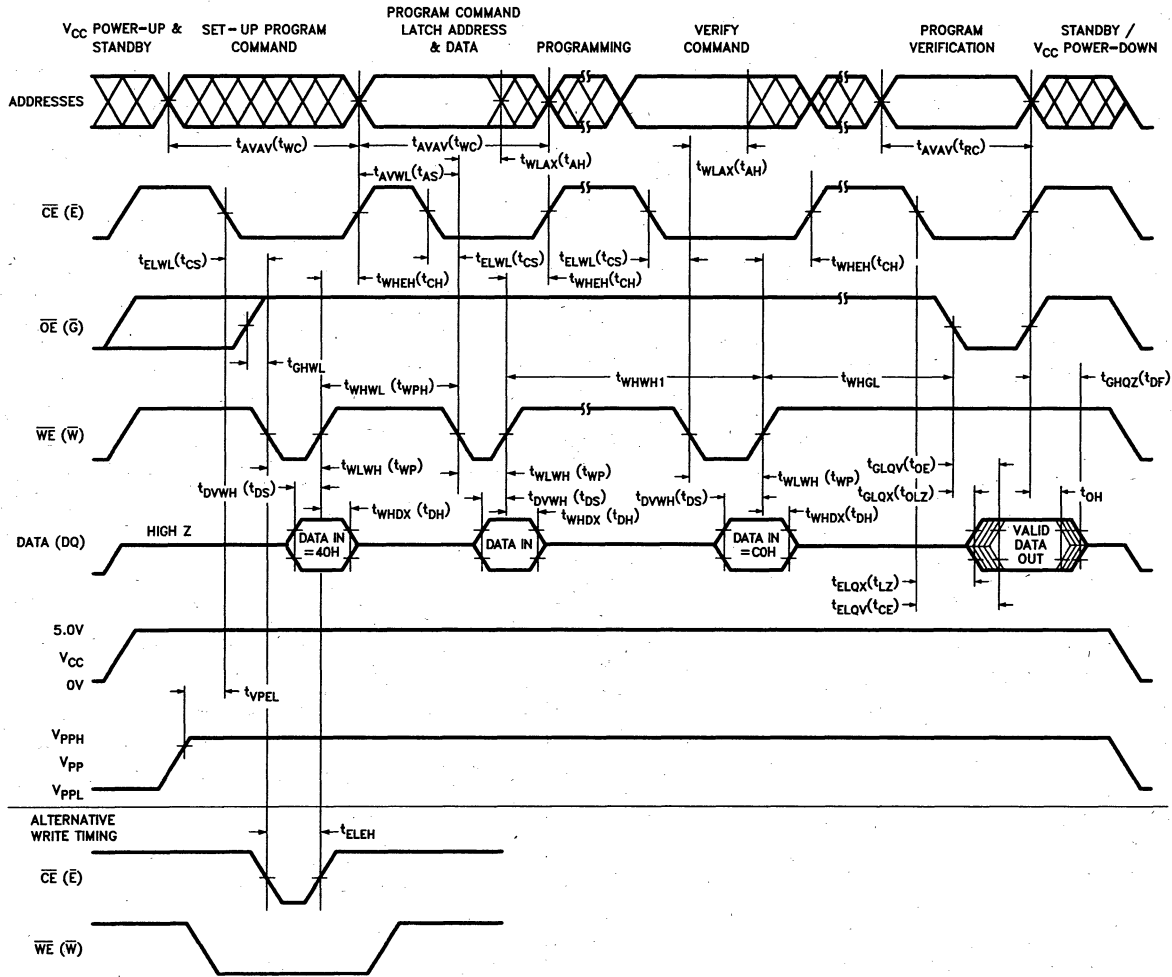 VCC POWER-UP & STANDBY
SET-UP PROGRAM COMMAND
PROGRAM COMMAND LATCH ADDRESS & DATA
PROGRAMMING
VERIFY COMMAND
PROGRAM VERIFICATION
STANDBY / VCC POWER-DOWN
ADDRESSES
tAVAV(tWC)
tAVAV(tWC)
tWLAX(tAH)
tWLAX(tAH)
tAVAV(tRC)
tAVWL(tAS)
CE (E)
tELWL(tCS)
tELWL(tCS)
tELWL(tCS)
tWHEH(tCH)
tWHEH(tCH)
tWHEH(tCH)
OE (G)
tGHWL
tWHWL (tWPH)
tWHWH1
tWHGL
tGHQZ(tDF)
WE (W)
tWLWH (tWP)
tWLWH (tWP)
tWLWH (tWP)
tGLQV(tOE)
tDVWH (tDS)
tDVWH (tDS)
tDVWH(tDS)
tGLQX(tOLZ)
tOH
tWHDX (tDH)
tWHDX (tDH)
tWHDX(tDH)
DATA (DQ)
HIGH Z
DATA IN =40H
DATA IN
DATA IN =C0H
VALID DATA OUT
tELQX(tLZ)
tELQV(tCE)
5.0V
VCC
0V
tVPEL
VPPH
VPP
VPPL
ALTERNATIVE WRITE TIMING
tELEH
CE (E)
WE (W)